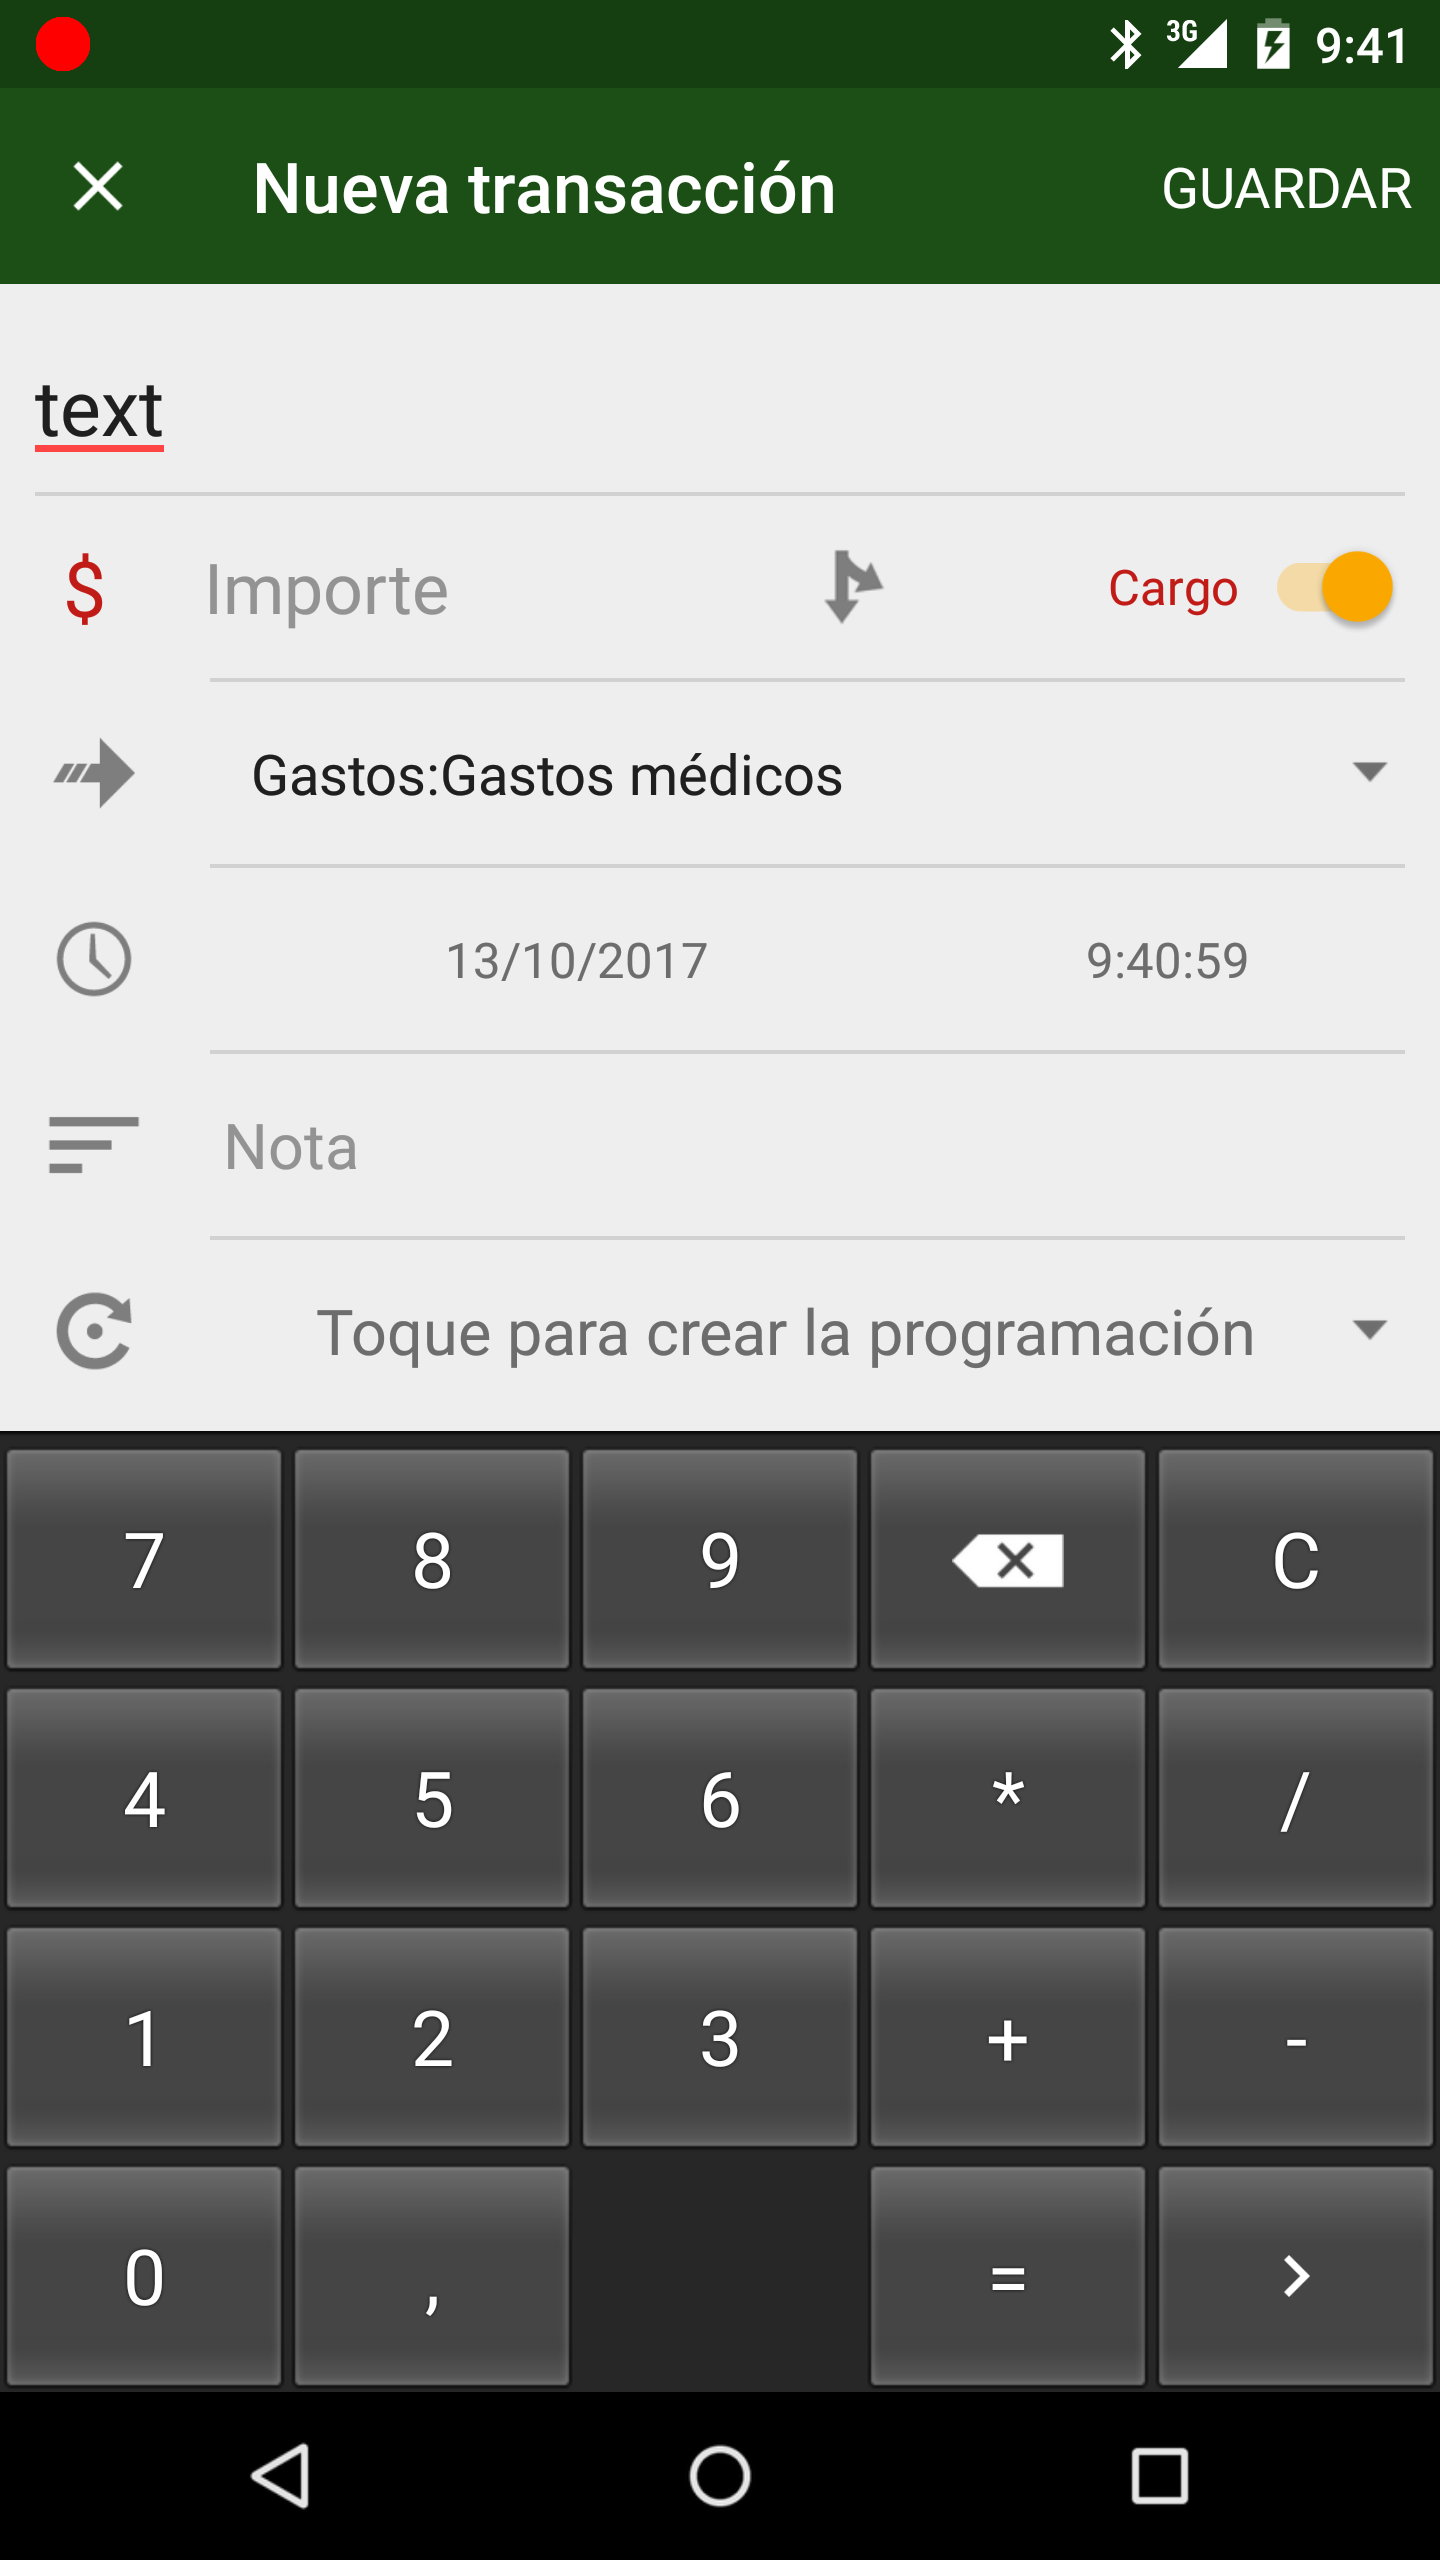 3G 9:41
Nueva transacción GUARDAR
text
$ Importe Cargo
Gastos:Gastos médicos
13/10/2017 9:40:59
Nota
Toque para crear la programación
7 8 9 C
4 5 6 * /
1 2 3 + -
0 , = >